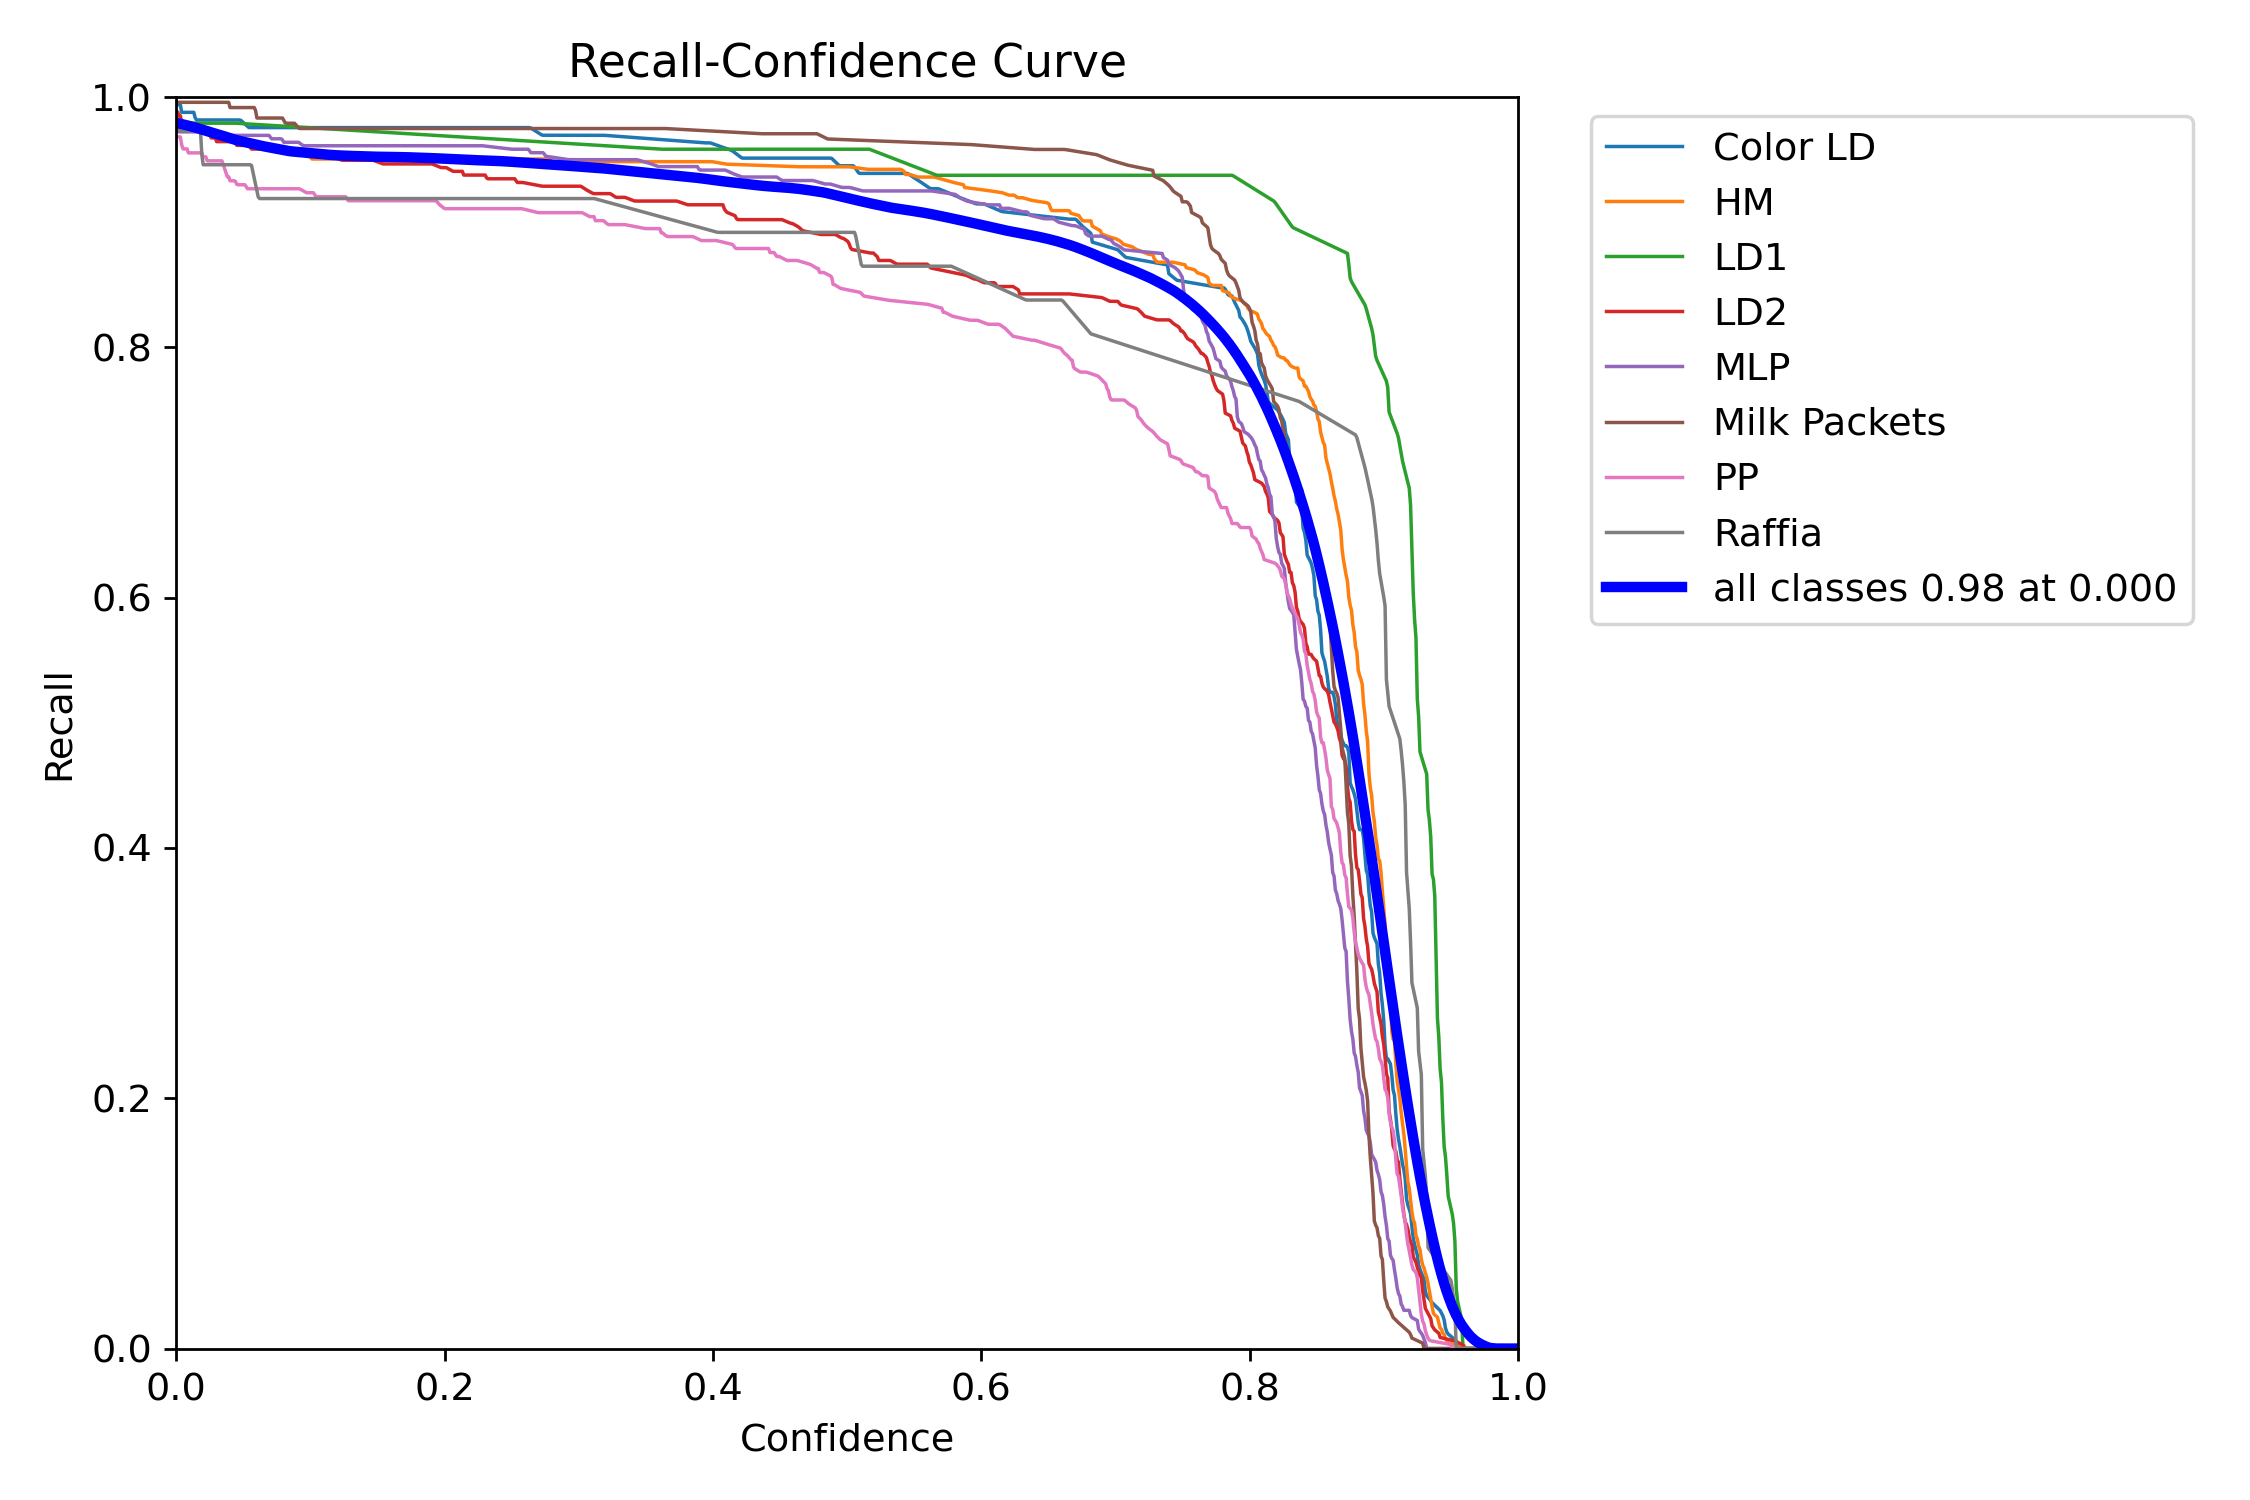 Recall-Confidence Curve
1.0
0.8
0.6
0.4
0.2
0.0
Recall
0.0 0.2 0.4 0.6 0.8 1.0
Confidence
Color LD
HM
LD1
LD2
MLP
Milk Packets
PP
Raffia
all classes 0.98 at 0.000